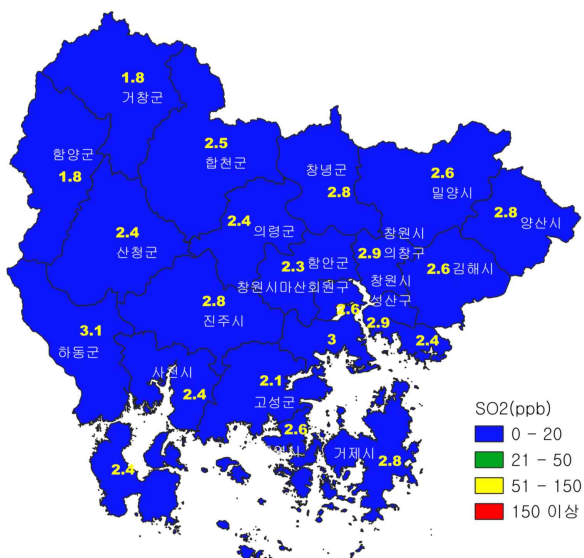 1.8
거창군
함양군
1.8
2.5
합천군
창녕군
2.8
2.6
밀양시
2.8
양산시
2.4
산청군
2.4
의령군
창원시
의창구
2.9
2.3
함안군
창원시마산회원구
창원시
성산구
2.6
김해시
2.8
진주시
2.6
2.9
3
2.4
3.1
하동군
사천시
2.4
2.1
고성군
2.6
거제시
2.8
2.4
SO2(ppb)
0 - 20
21 - 50
51 - 150
150 이상